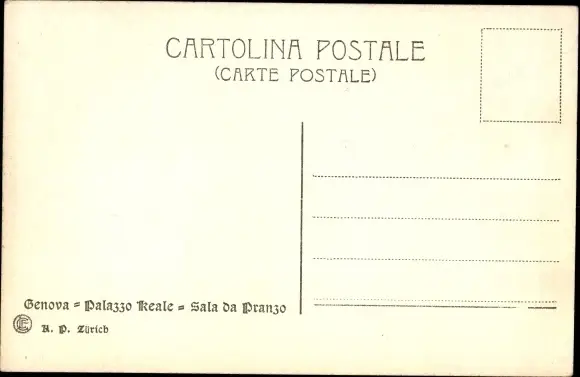 CARTOLINA POSTALE
(CARTE POSTALE)
Genova = Palazzo Reale = Sala da Pranzo
K. P. Zürich